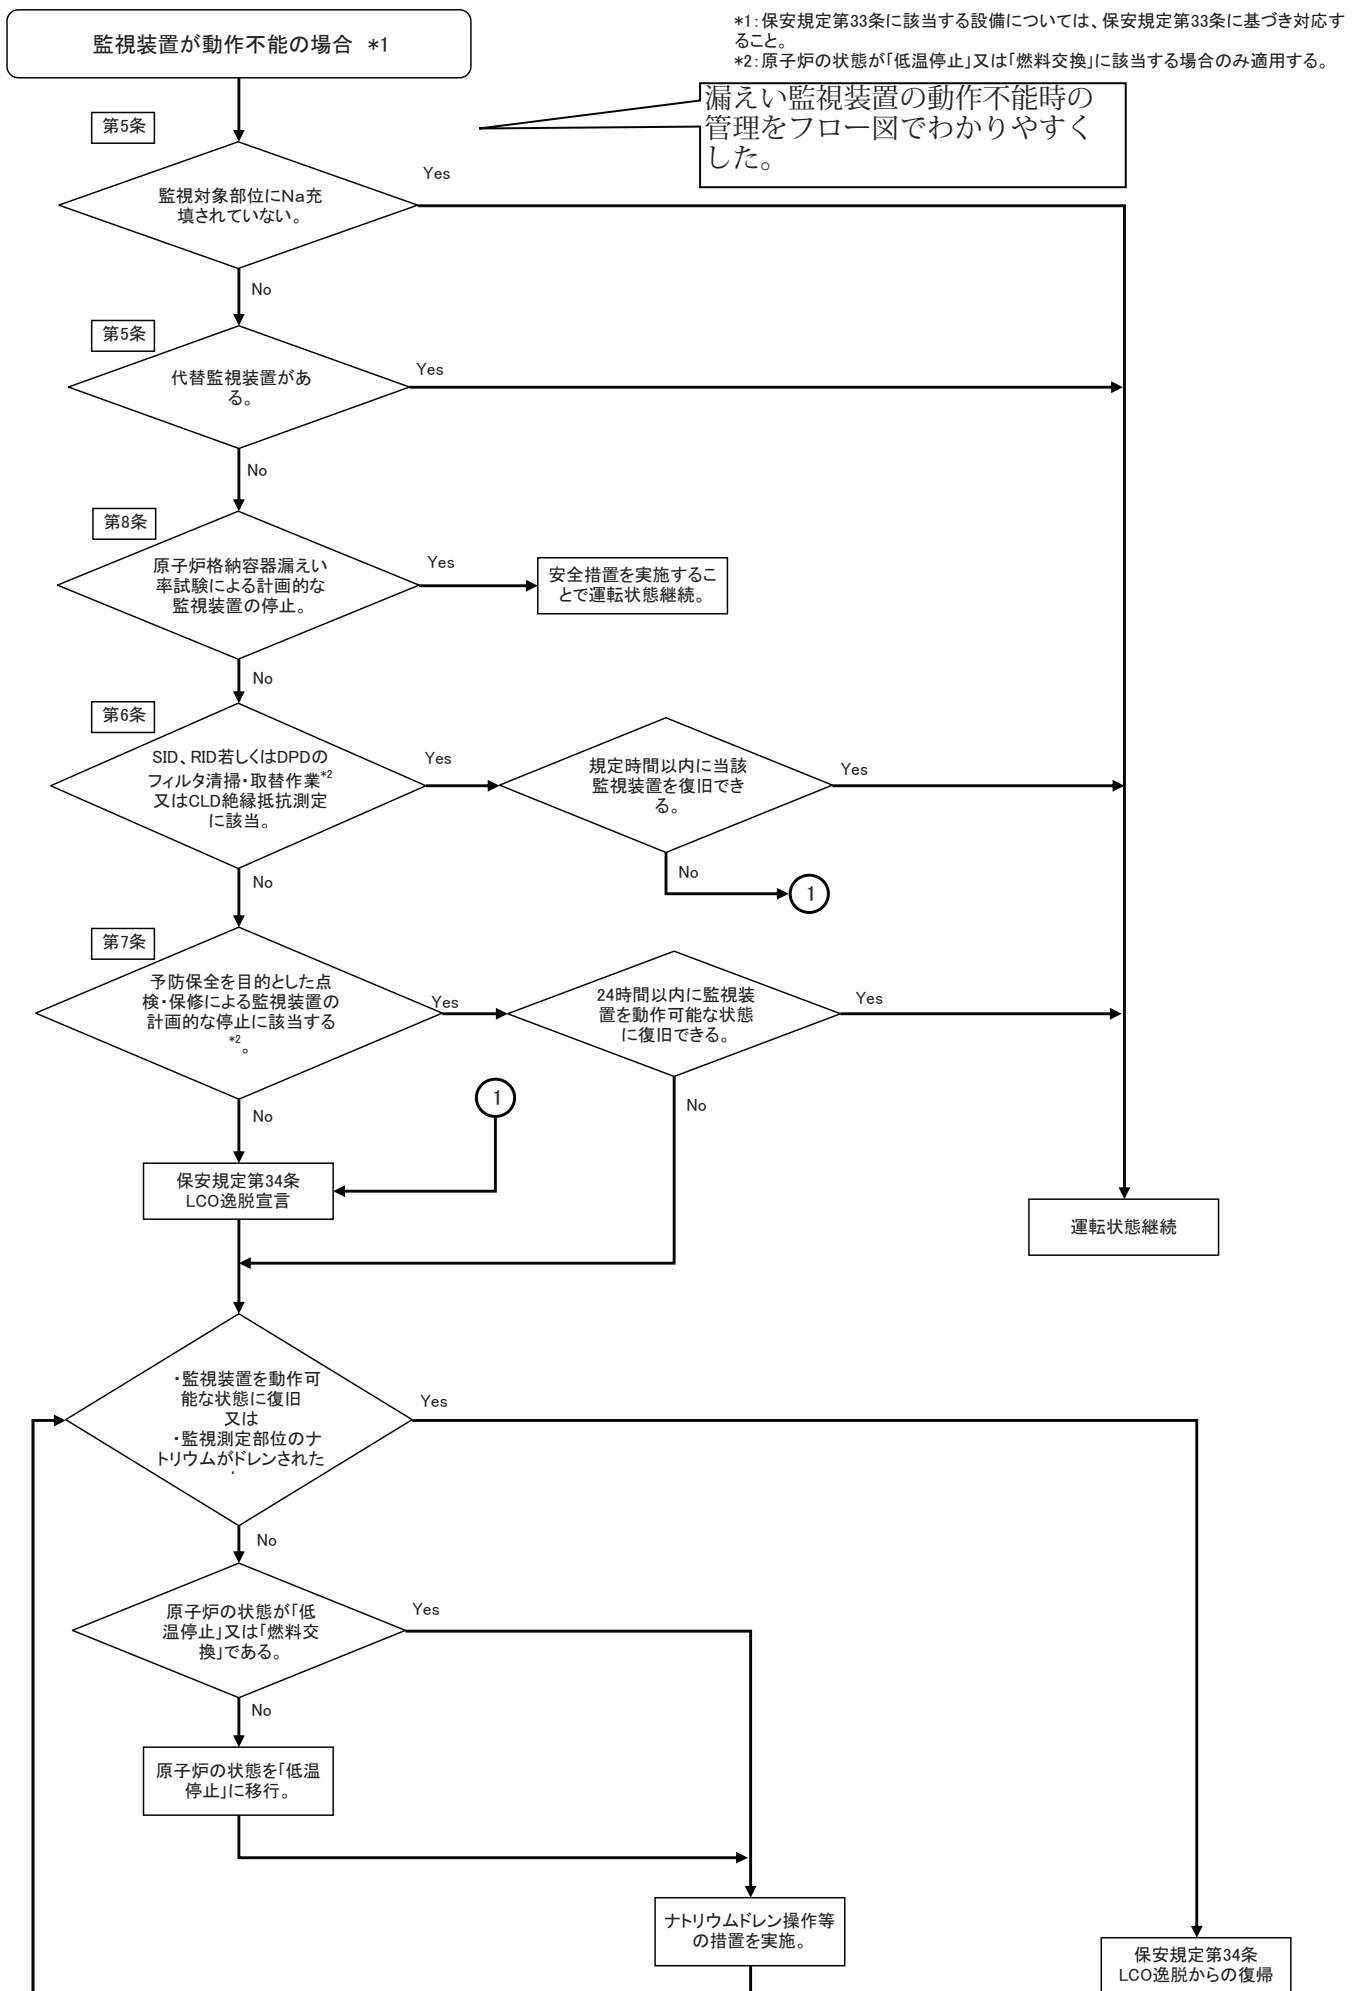 *1:保安規定第33条に該当する設備については、保安規定第33条に基づき対応す
ること。
*2:原子炉の状態が「低温停止」又は「燃料交換」に該当する場合のみ適用する。
監視装置が動作不能の場合 *1
漏えい監視装置の動作不能時の
管理をフロー図でわかりやすく
した。
第5条
監視対象部位にNa充
填されていない。
Yes
No
第5条
代替監視装置があ
る。
Yes
No
第8条
原子炉格納容器漏えい
率試験による計画的な
監視装置の停止。
Yes
安全措置を実施するこ
とで運転状態継続。
No
第6条
SID、RID若しくはDPDの
フィルタ清掃・取替作業*2
又はCLD絶縁抵抗測定
に該当。
Yes
規定時間以内に当該
監視装置を復旧でき
る。
Yes
No
1
No
第7条
予防保全を目的とした点
検・保修による監視装置の
計画的な停止に該当する
*2。
Yes
24時間以内に監視装
置を動作可能な状態
に復旧できる。
Yes
No
No
1
保安規定第34条
LCO逸脱宣言
運転状態継続
・監視装置を動作可
能な状態に復旧
又は
・監視測定部位のナ
トリウムがドレンされた
Yes
No
原子炉の状態が「低
温停止」又は「燃料交
換」である。
Yes
No
原子炉の状態を「低温
停止」に移行。
ナトリウムドレン操作等
の措置を実施。
保安規定第34条
LCO逸脱からの復帰